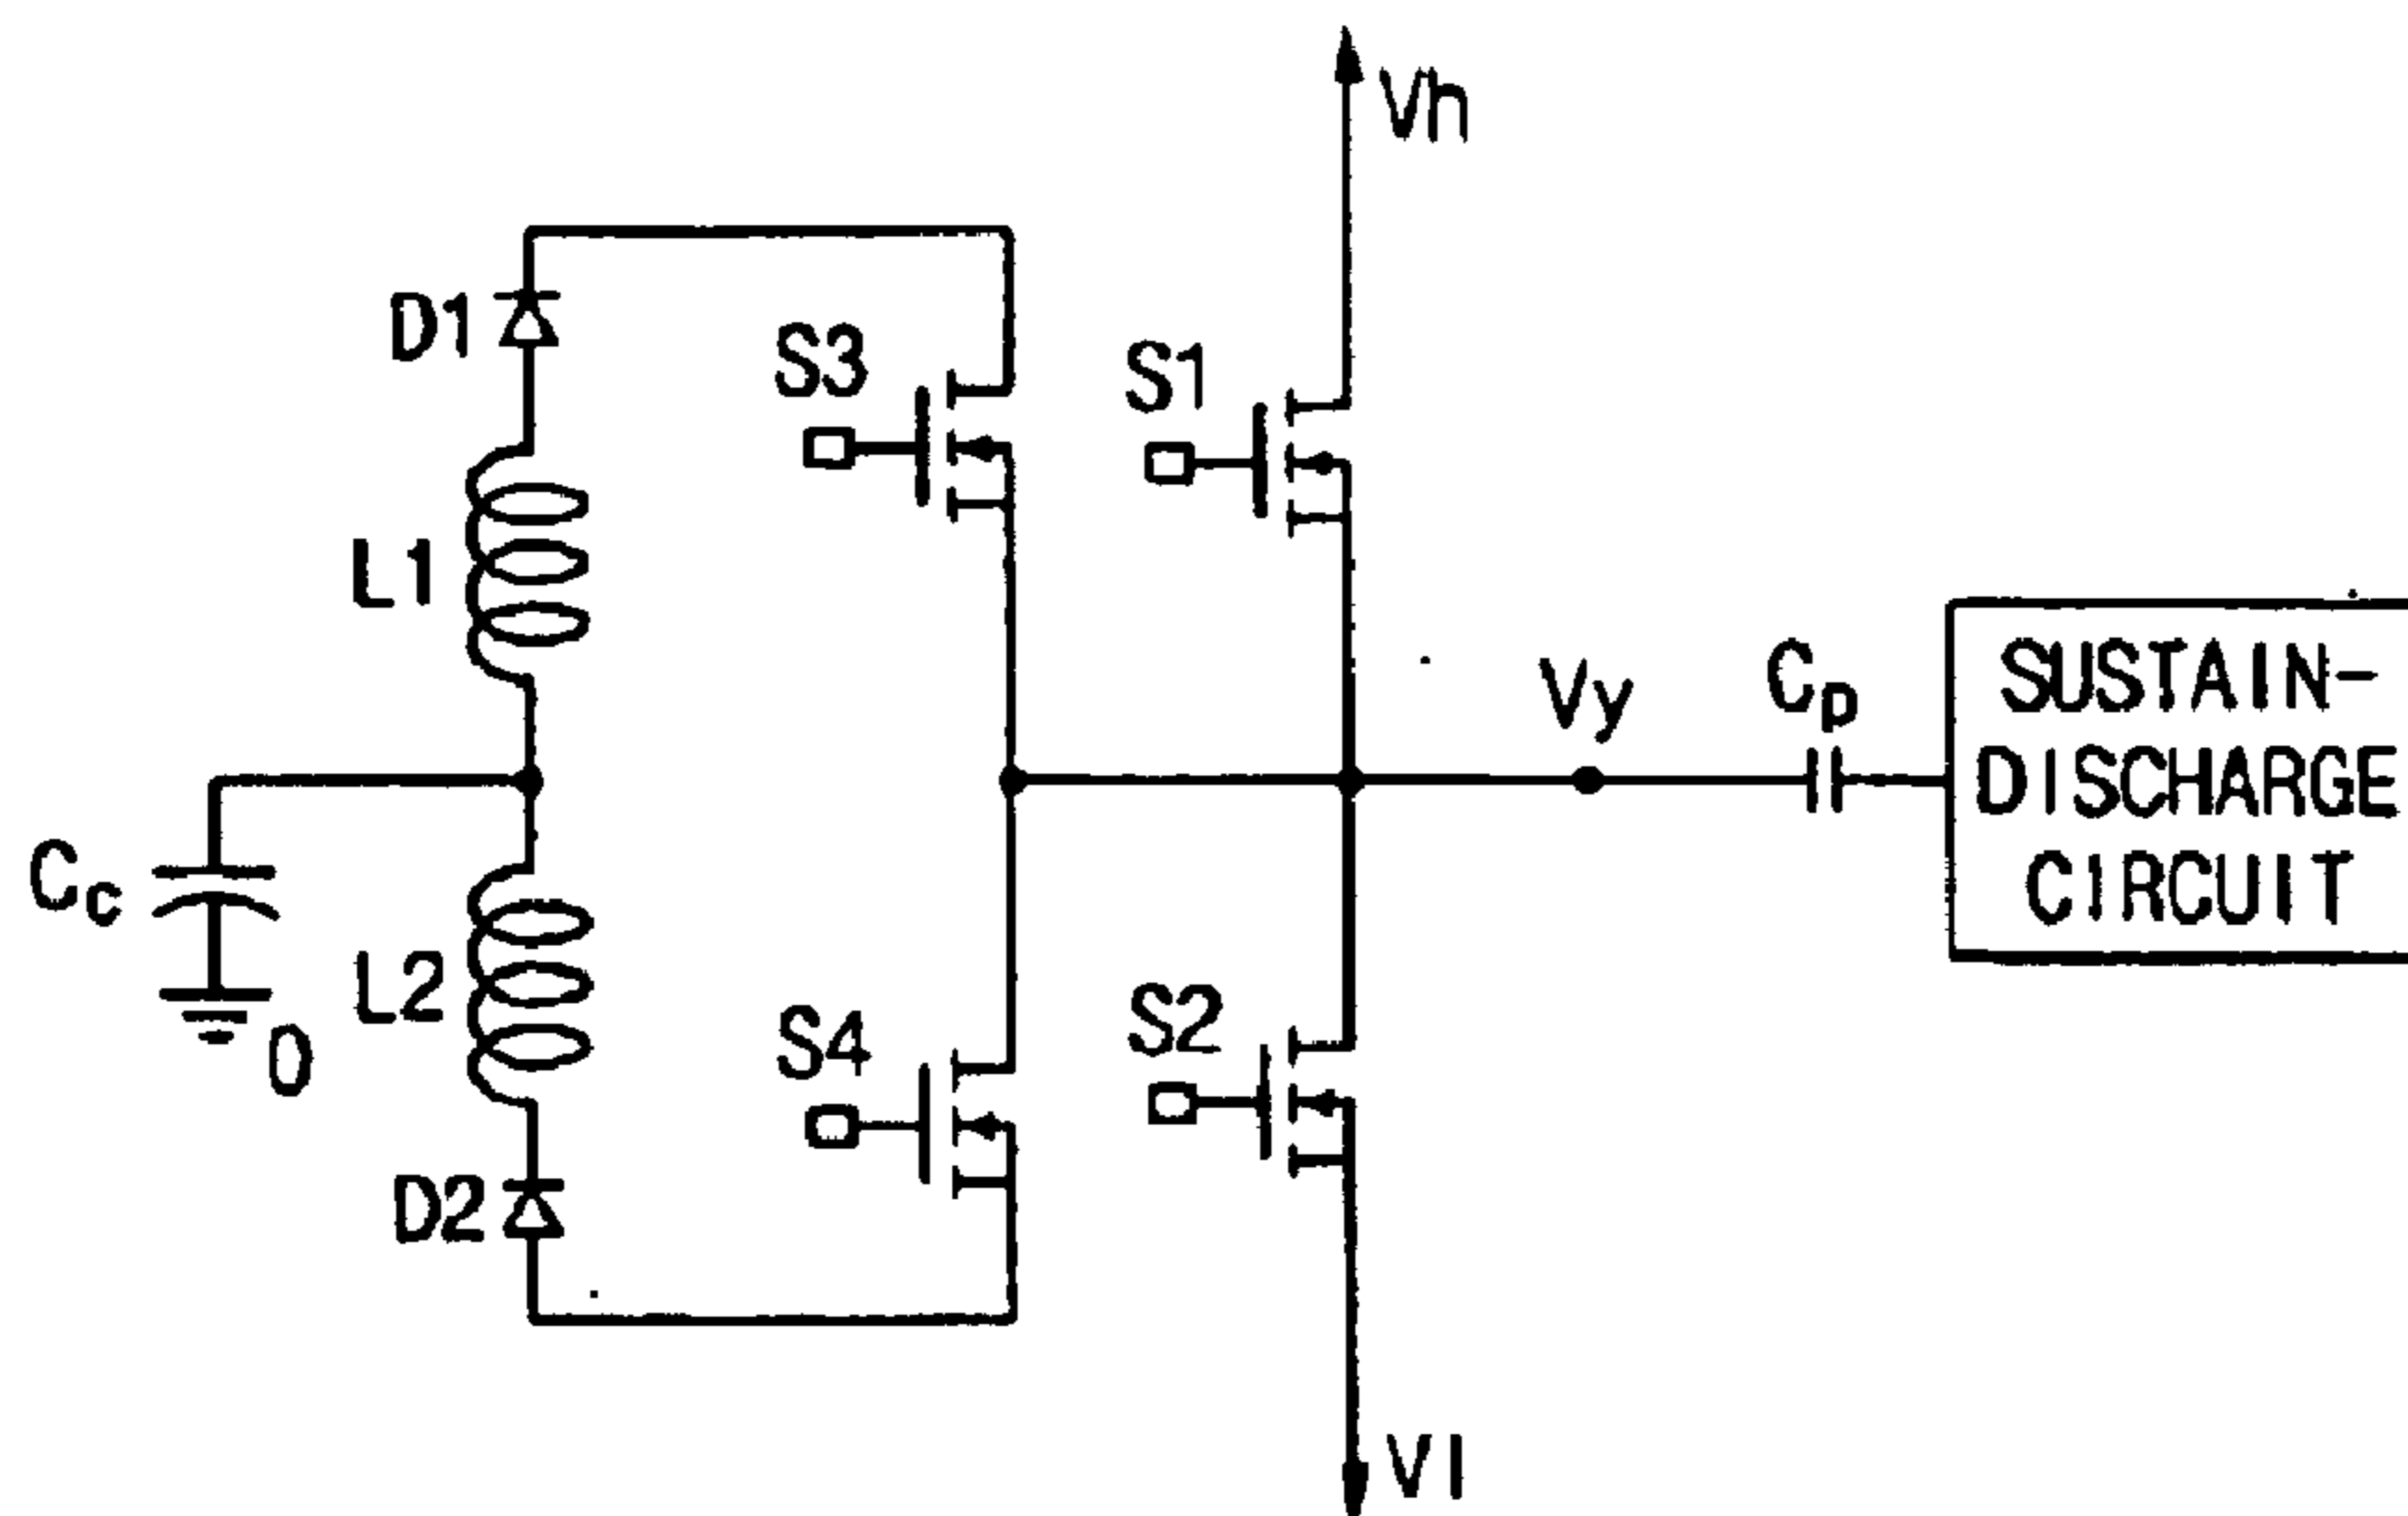 Vh
D1
S3
S1
L1
Vy
Cp
SUSTAIN-
DISCHARGE
CIRCUIT
Cc
L2
0
S4
S2
D2
Vl